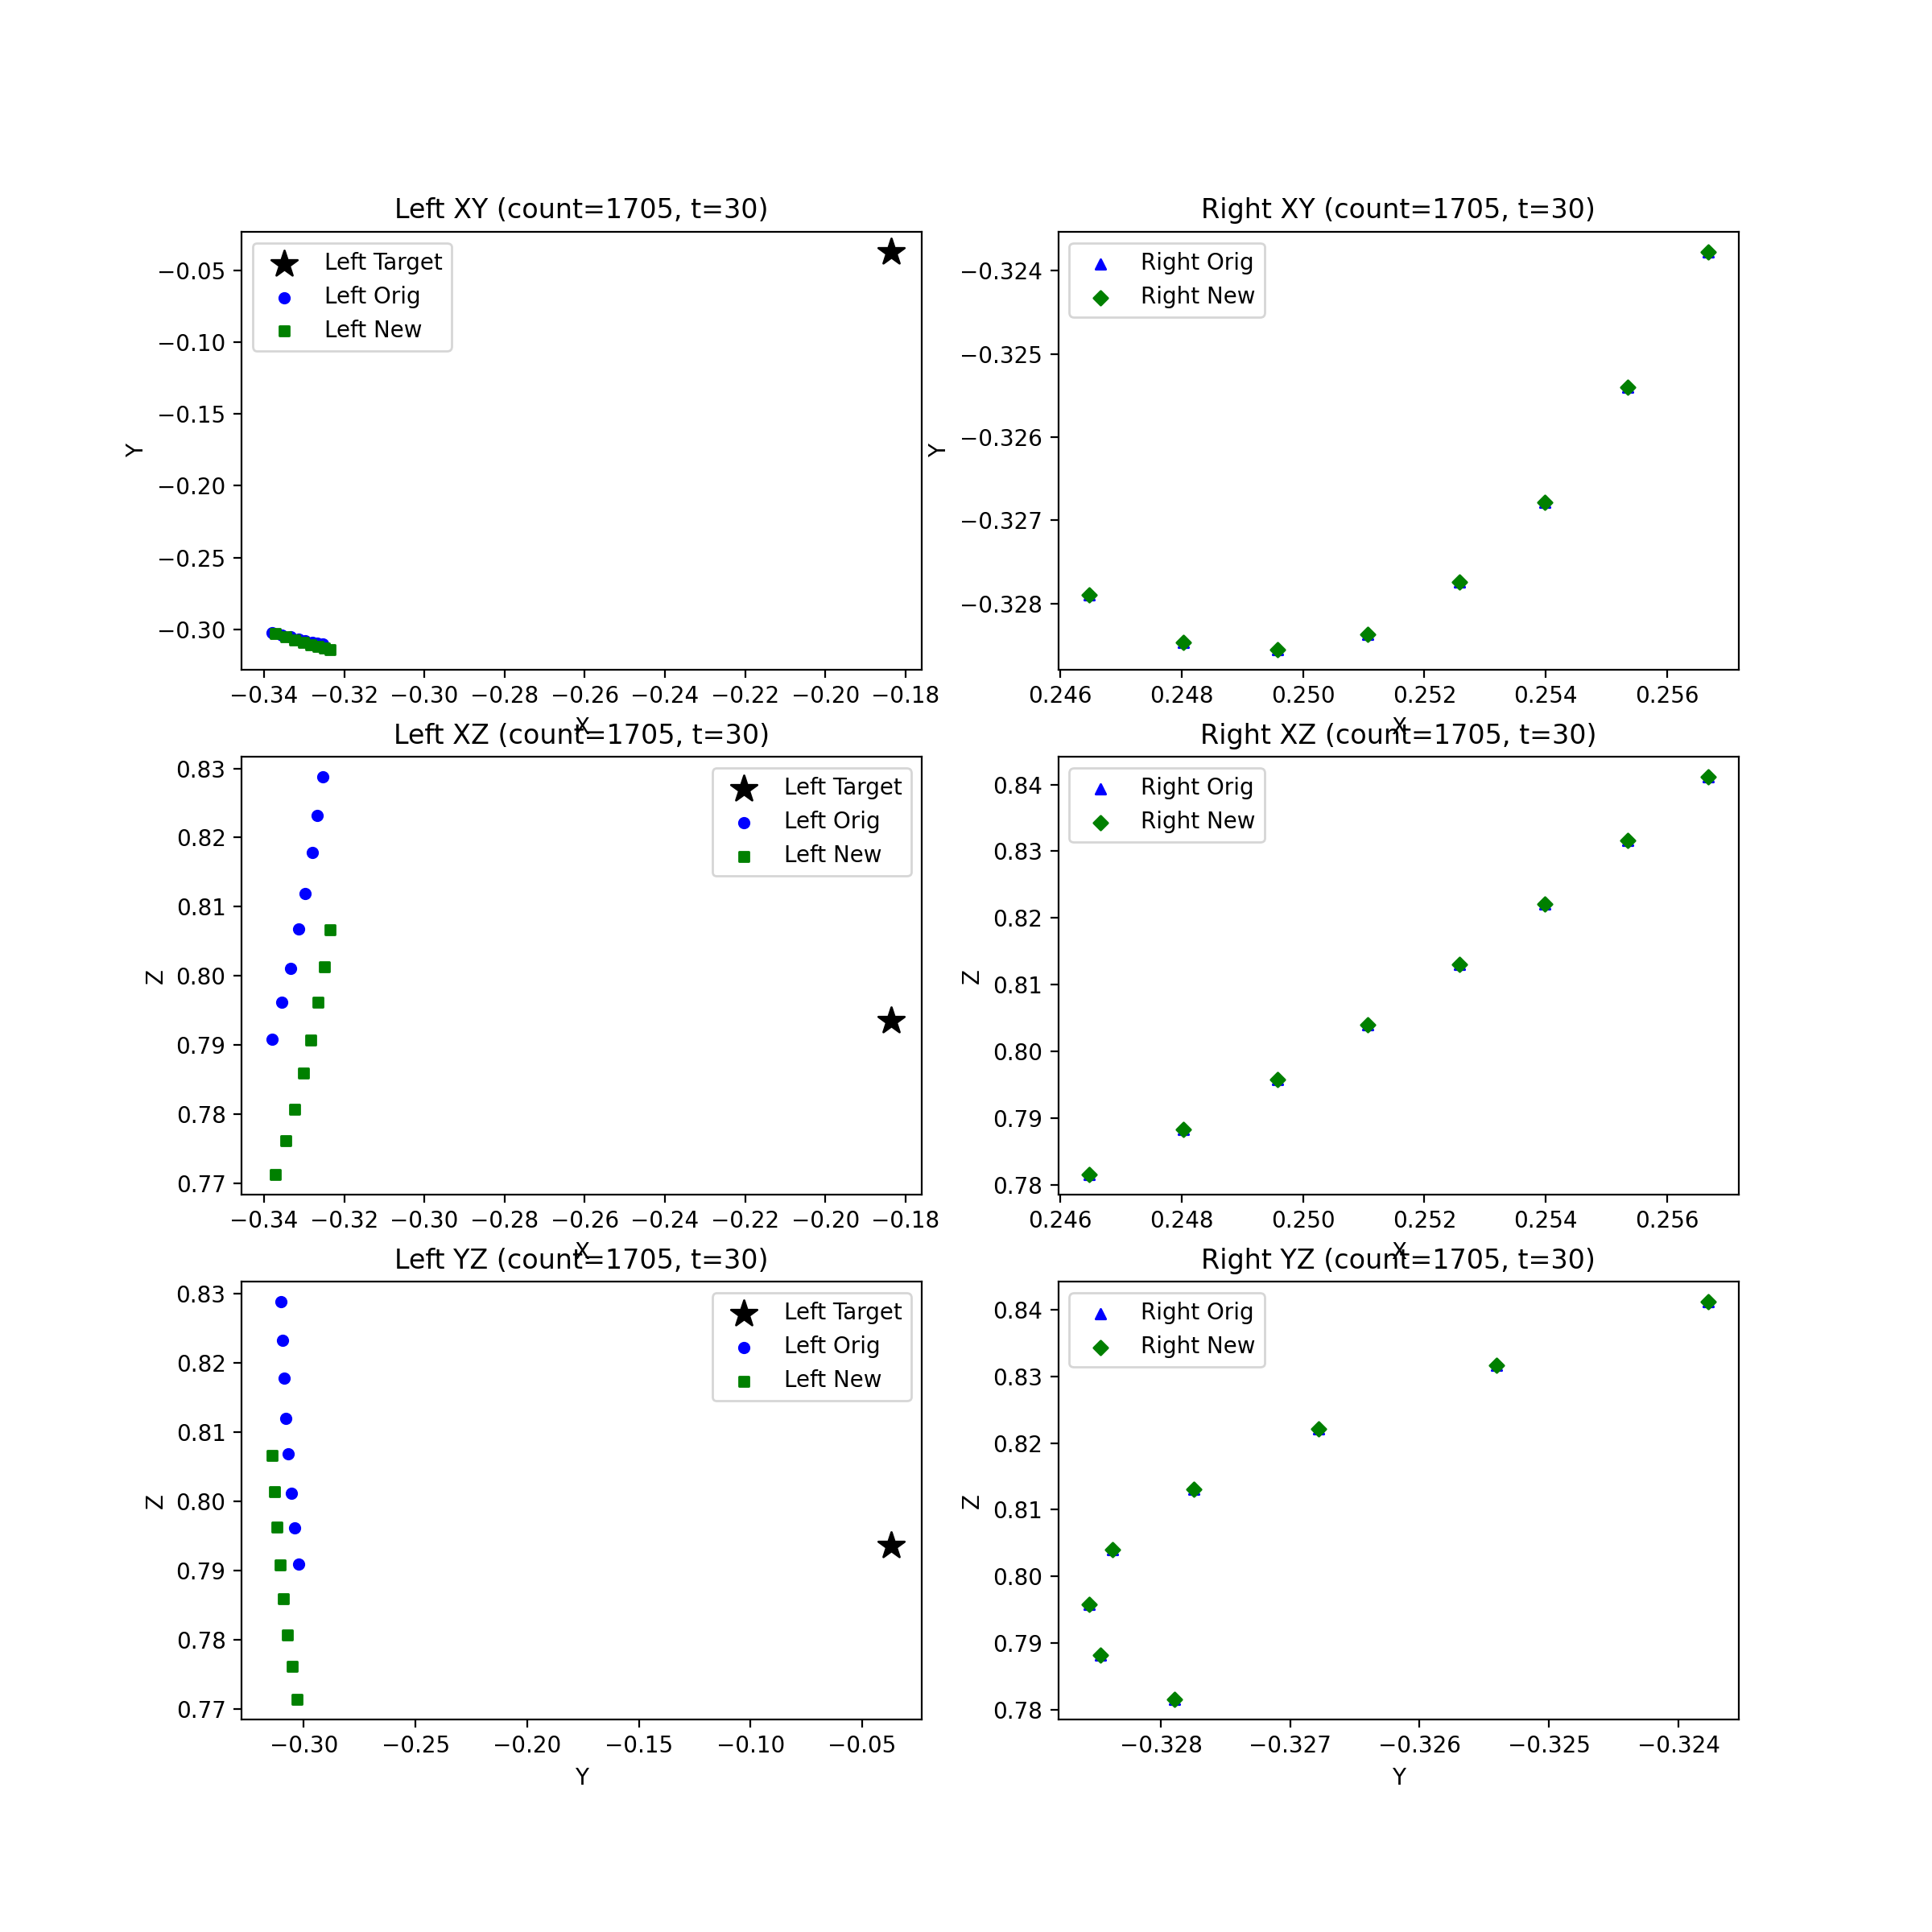 Left XY (count=1705, t=30)
Left Target
Left Orig
Left New
Y
−0.05
−0.10
−0.15
−0.20
−0.25
−0.30
−0.34 −0.32 −0.30 −0.28 −0.26 −0.24 −0.22 −0.20 −0.18
X
Right XY (count=1705, t=30)
Right Orig
Right New
Y
−0.324
−0.325
−0.326
−0.327
−0.328
0.246 0.248 0.250 0.252 0.254 0.256
X
Left XZ (count=1705, t=30)
Left Target
Left Orig
Left New
Z
0.83
0.82
0.81
0.80
0.79
0.78
0.77
−0.34 −0.32 −0.30 −0.28 −0.26 −0.24 −0.22 −0.20 −0.18
X
Right XZ (count=1705, t=30)
Right Orig
Right New
Z
0.84
0.83
0.82
0.81
0.80
0.79
0.78
0.246 0.248 0.250 0.252 0.254 0.256
X
Left YZ (count=1705, t=30)
Left Target
Left Orig
Left New
Z
0.83
0.82
0.81
0.80
0.79
0.78
0.77
−0.30 −0.25 −0.20 −0.15 −0.10 −0.05
Y
Right YZ (count=1705, t=30)
Right Orig
Right New
Z
0.84
0.83
0.82
0.81
0.80
0.79
0.78
−0.328 −0.327 −0.326 −0.325 −0.324
Y